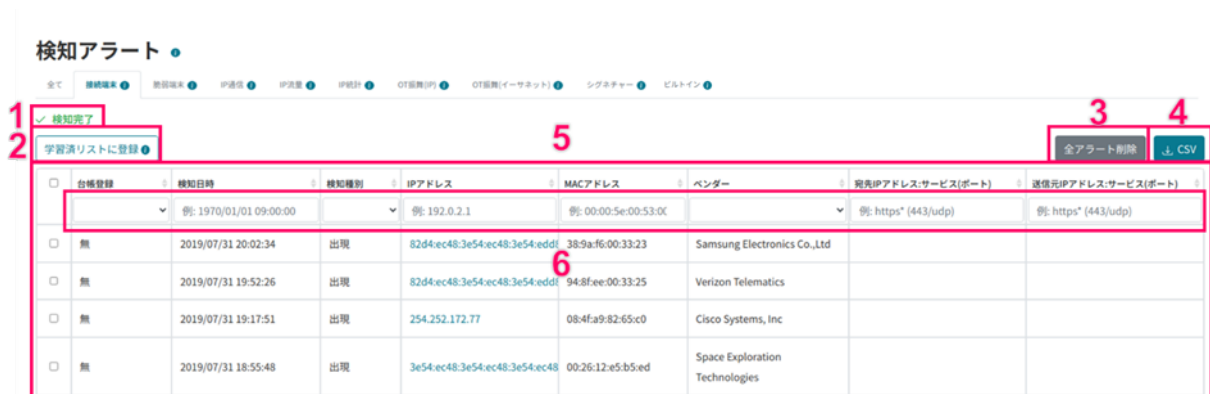 検知アラート
全て 接続端末 脆弱端末 IP通信 IP流量 IP統計 OT振舞(IP) OT振舞(イーサネット) シグネチャー ビルトイン
1 検知完了 3 4
2 学習済リストに登録 5 全アラート削除 CSV
台帳登録 検知日時 検知種別 IPアドレス MACアドレス ベンダー 宛先IPアドレス:サービス(ポート) 送信元IPアドレス:サービス(ポート)
例: 1970/01/01 09:00:00 例: 192.0.2.1 例: 00:00:5e:00:53:0( 例: https* (443/udp) 例: https* (443/udp)
無 2019/07/31 20:02:34 出現 82d4:ec48:3e54:ec48:3e54:edd8 38:9a:f6:00:33:23 Samsung Electronics Co.,Ltd
6
無 2019/07/31 19:52:26 出現 82d4:ec48:3e54:ec48:3e54:edd8 94:8f:ee:00:33:25 Verizon Telematics
無 2019/07/31 19:17:51 出現 254.252.172.77 08:4f:a9:82:65:c0 Cisco Systems, Inc
無 2019/07/31 18:55:48 出現 3e54:ec48:3e54:ec48:3e54:ec48 00:26:12:e5:b5:ed Space Exploration
Technologies